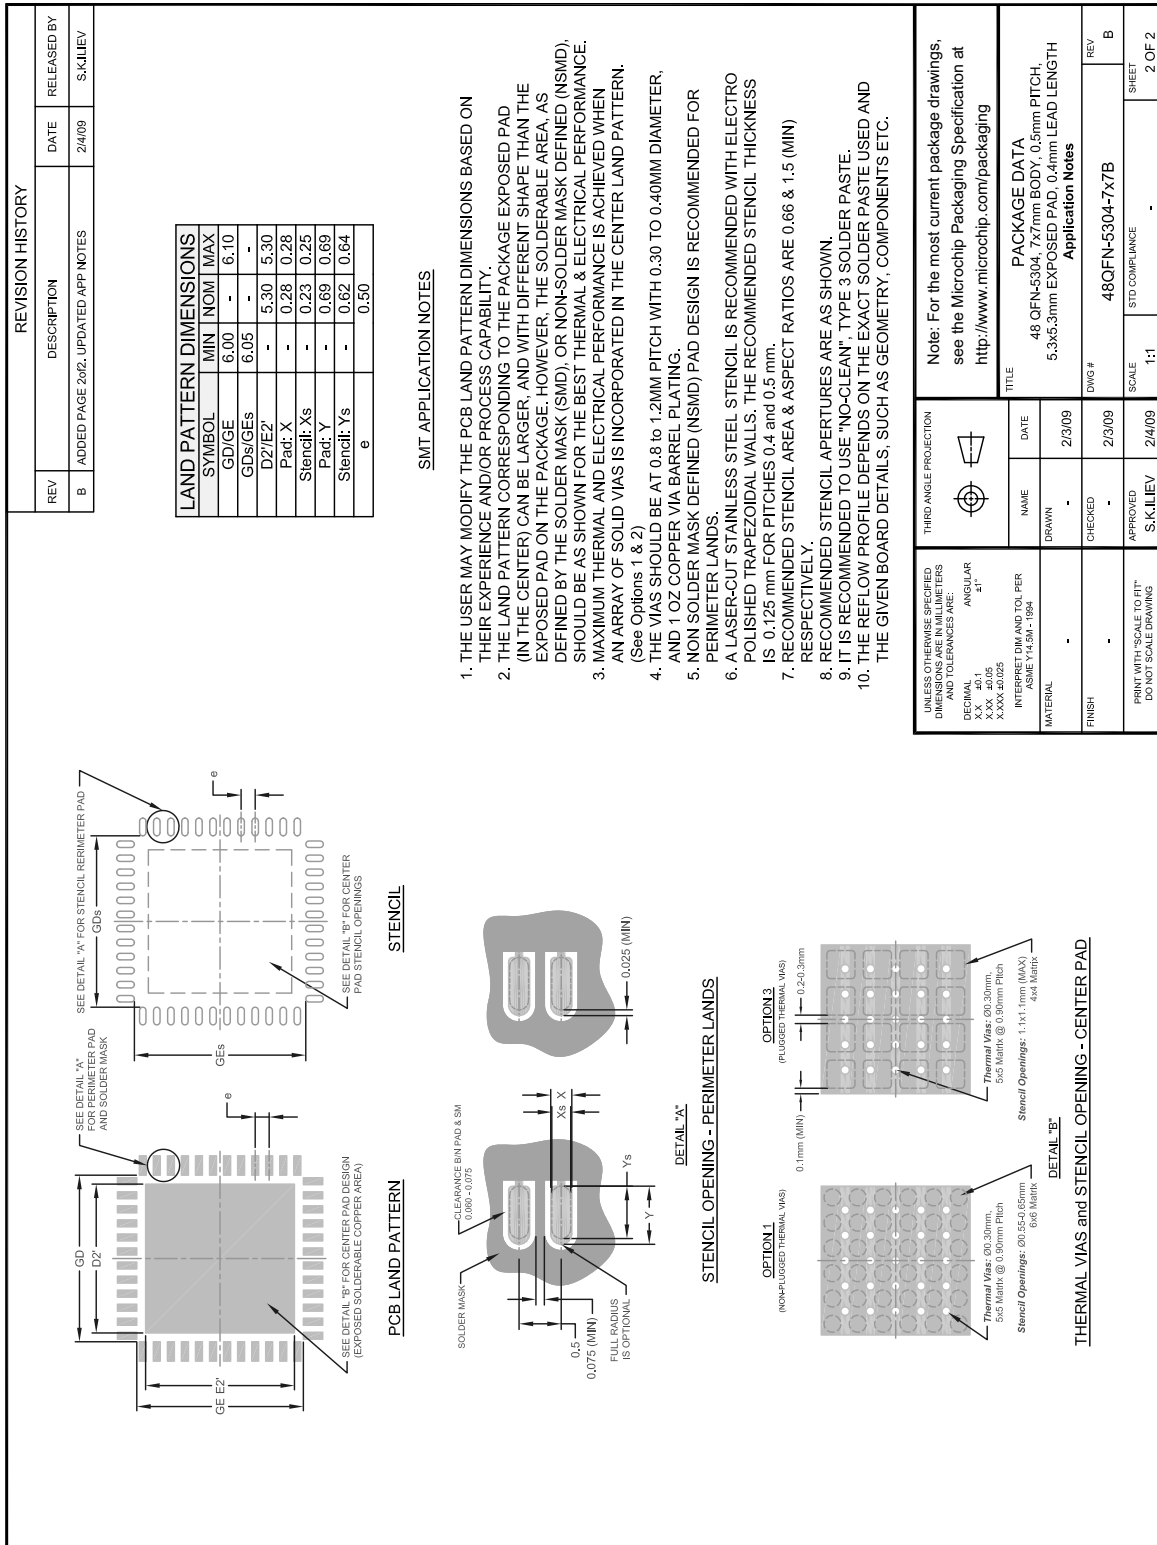 REVISION HISTORY
REV DESCRIPTION DATE RELEASED BY
B ADDED PAGE 2of2. UPDATED APP NOTES 2/4/09 S.K.ILIEV
LAND PATTERN DIMENSIONS
SYMBOL MIN NOM MAX
GD/GE 6.00 - 6.10
GDs/GEs 6.05 - -
D2'/E2' - 5.30 5.30
Pad: X - 0.28 0.28
Stencil: Xs - 0.23 0.25
Pad: Y - 0.69 0.69
Stencil: Ys - 0.62 0.64
e 0.50
SMT APPLICATION NOTES
1. THE USER MAY MODIFY THE PCB LAND PATTERN DIMENSIONS BASED ON
THEIR EXPERIENCE AND/OR PROCESS CAPABILITY.
2. THE LAND PATTERN CORRESPONDING TO THE PACKAGE EXPOSED PAD
(IN THE CENTER) CAN BE LARGER, AND WITH DIFFERENT SHAPE THAN THE
EXPOSED PAD ON THE PACKAGE. HOWEVER, THE SOLDERABLE AREA, AS
DEFINED BY THE SOLDER MASK (SMD), OR NON-SOLDER MASK DEFINED (NSMD),
SHOULD BE AS SHOWN FOR THE BEST THERMAL & ELECTRICAL PERFORMANCE.
3. MAXIMUM THERMAL AND ELECTRICAL PERFORMANCE IS ACHIEVED WHEN
AN ARRAY OF SOLID VIAS IS INCORPORATED IN THE CENTER LAND PATTERN.
(See Options 1 & 2)
4. THE VIAS SHOULD BE AT 0.8 to 1.2MM PITCH WITH 0.30 TO 0.40MM DIAMETER,
AND 1 OZ COPPER VIA BARREL PLATING.
5. NON SOLDER MASK DEFINED (NSMD) PAD DESIGN IS RECOMMENDED FOR
PERIMETER LANDS.
6. A LASER-CUT STAINLESS STEEL STENCIL IS RECOMMENDED WITH ELECTRO
POLISHED TRAPEZOIDAL WALLS. THE RECOMMENDED STENCIL THICKNESS
IS 0.125 mm FOR PITCHES 0.4 and 0.5 mm.
7. RECOMMENDED STENCIL AREA & ASPECT RATIOS ARE 0.66 & 1.5 (MIN)
RESPECTIVELY.
8. RECOMMENDED STENCIL APERTURES ARE AS SHOWN.
9. IT IS RECOMMENDED TO USE "NO-CLEAN", TYPE 3 SOLDER PASTE.
10. THE REFLOW PROFILE DEPENDS ON THE EXACT SOLDER PASTE USED AND
THE GIVEN BOARD DETAILS, SUCH AS GEOMETRY, COMPONENTS ETC.
SEE DETAIL "A"
FOR PERIMETER PAD
AND SOLDER MASK
GD
D2'
GE
E2'
e
SEE DETAIL "B" FOR CENTER PAD DESIGN
(EXPOSED SOLDERABLE COPPER AREA)
PCB LAND PATTERN
SEE DETAIL "A" FOR STENCIL RERIMETER PAD
GDs
GEs
e
SEE DETAIL "B" FOR CENTER
PAD STENCIL OPENINGS
STENCIL
SOLDER MASK
CLEARANCE B/N PAD & SM
0.060 - 0.075
Xs
X
Ys
Y
0.5
0.075 (MIN)
FULL RADIUS
IS OPTIONAL
0.025 (MIN)
DETAIL "A"
STENCIL OPENING - PERIMETER LANDS
OPTION 1
(NON-PLUGGED THERMAL VIAS)
Thermal Vias: Ø0.30mm,
5x5 Matrix @ 0.90mm Pitch
Stencil Openings: Ø0.55-0.65mm
6x6 Matrix
OPTION 3
(PLUGGED THERMAL VIAS)
0.1mm (MIN)
0.2-0.3mm
Thermal Vias: Ø0.30mm,
5x5 Matrix @ 0.90mm Pitch
Stencil Openings: 1.1x1.1mm (MAX)
4x4 Matrix
DETAIL "B"
THERMAL VIAS and STENCIL OPENING - CENTER PAD
UNLESS OTHERWISE SPECIFIED
DIMENSIONS ARE IN MILLIMETERS
AND TOLERANCES ARE:
DECIMAL ANGULAR
X.X ±0.1 ±1°
X.XX ±0.05
X.XXX ±0.025
INTERPRET DIM AND TOL PER
ASME Y14.5M - 1994
MATERIAL
-
FINISH
-
PRINT WITH "SCALE TO FIT"
DO NOT SCALE DRAWING
THIRD ANGLE PROJECTION
NAME DATE
DRAWN
- 2/3/09
CHECKED
- 2/3/09
APPROVED
S.K.ILIEV 2/4/09
Note: For the most current package drawings,
see the Microchip Packaging Specification at
http://www.microchip.com/packaging
TITLE
PACKAGE DATA
48 QFN-5304, 7x7mm BODY, 0.5mm PITCH,
5.3x5.3mm EXPOSED PAD, 0.4mm LEAD LENGTH
Application Notes
DWG # REV
48QFN-5304-7x7B B
SCALE STD COMPLIANCE SHEET
1:1 - 2 OF 2